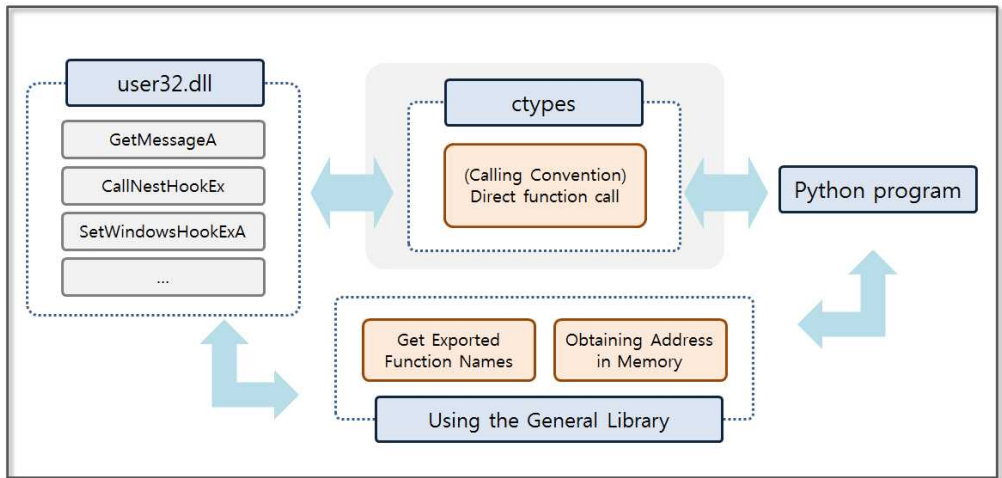 user32.dll
GetMessageA
CallNestHookEx
SetWindowsHookExA
...
ctypes
(Calling Convention)
Direct function call
Python program
Get Exported
Function Names
Obtaining Address
in Memory
Using the General Library